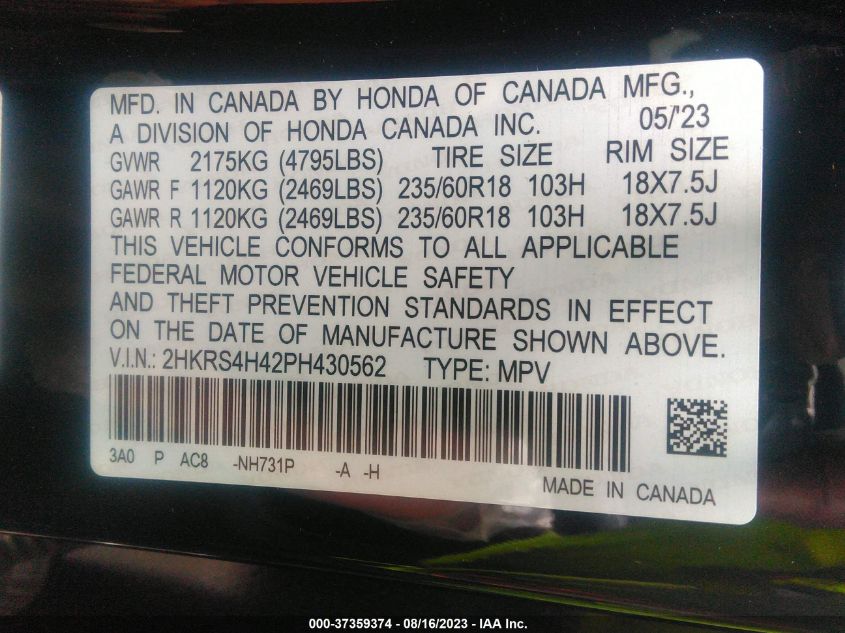 MFD. IN CANADA BY HONDA OF CANADA MFG.,
A DIVISION OF HONDA CANADA INC. 05/'23
GVWR 2175KG (4795LBS) TIRE SIZE RIM SIZE
GAWR F 1120KG (2469LBS) 235/60R18 103H 18X7.5J
GAWR R 1120KG (2469LBS) 235/60R18 103H 18X7.5J
THIS VEHICLE CONFORMS TO ALL APPLICABLE
FEDERAL MOTOR VEHICLE SAFETY
AND THEFT PREVENTION STANDARDS IN EFFECT
ON THE DATE OF MANUFACTURE SHOWN ABOVE.
V.I.N.: 2HKRS4H42PH430562 TYPE: MPV
3A0 P AC8 -NH731P -A -H
MADE IN CANADA
000-37359374 - 08/16/2023 - IAA Inc.